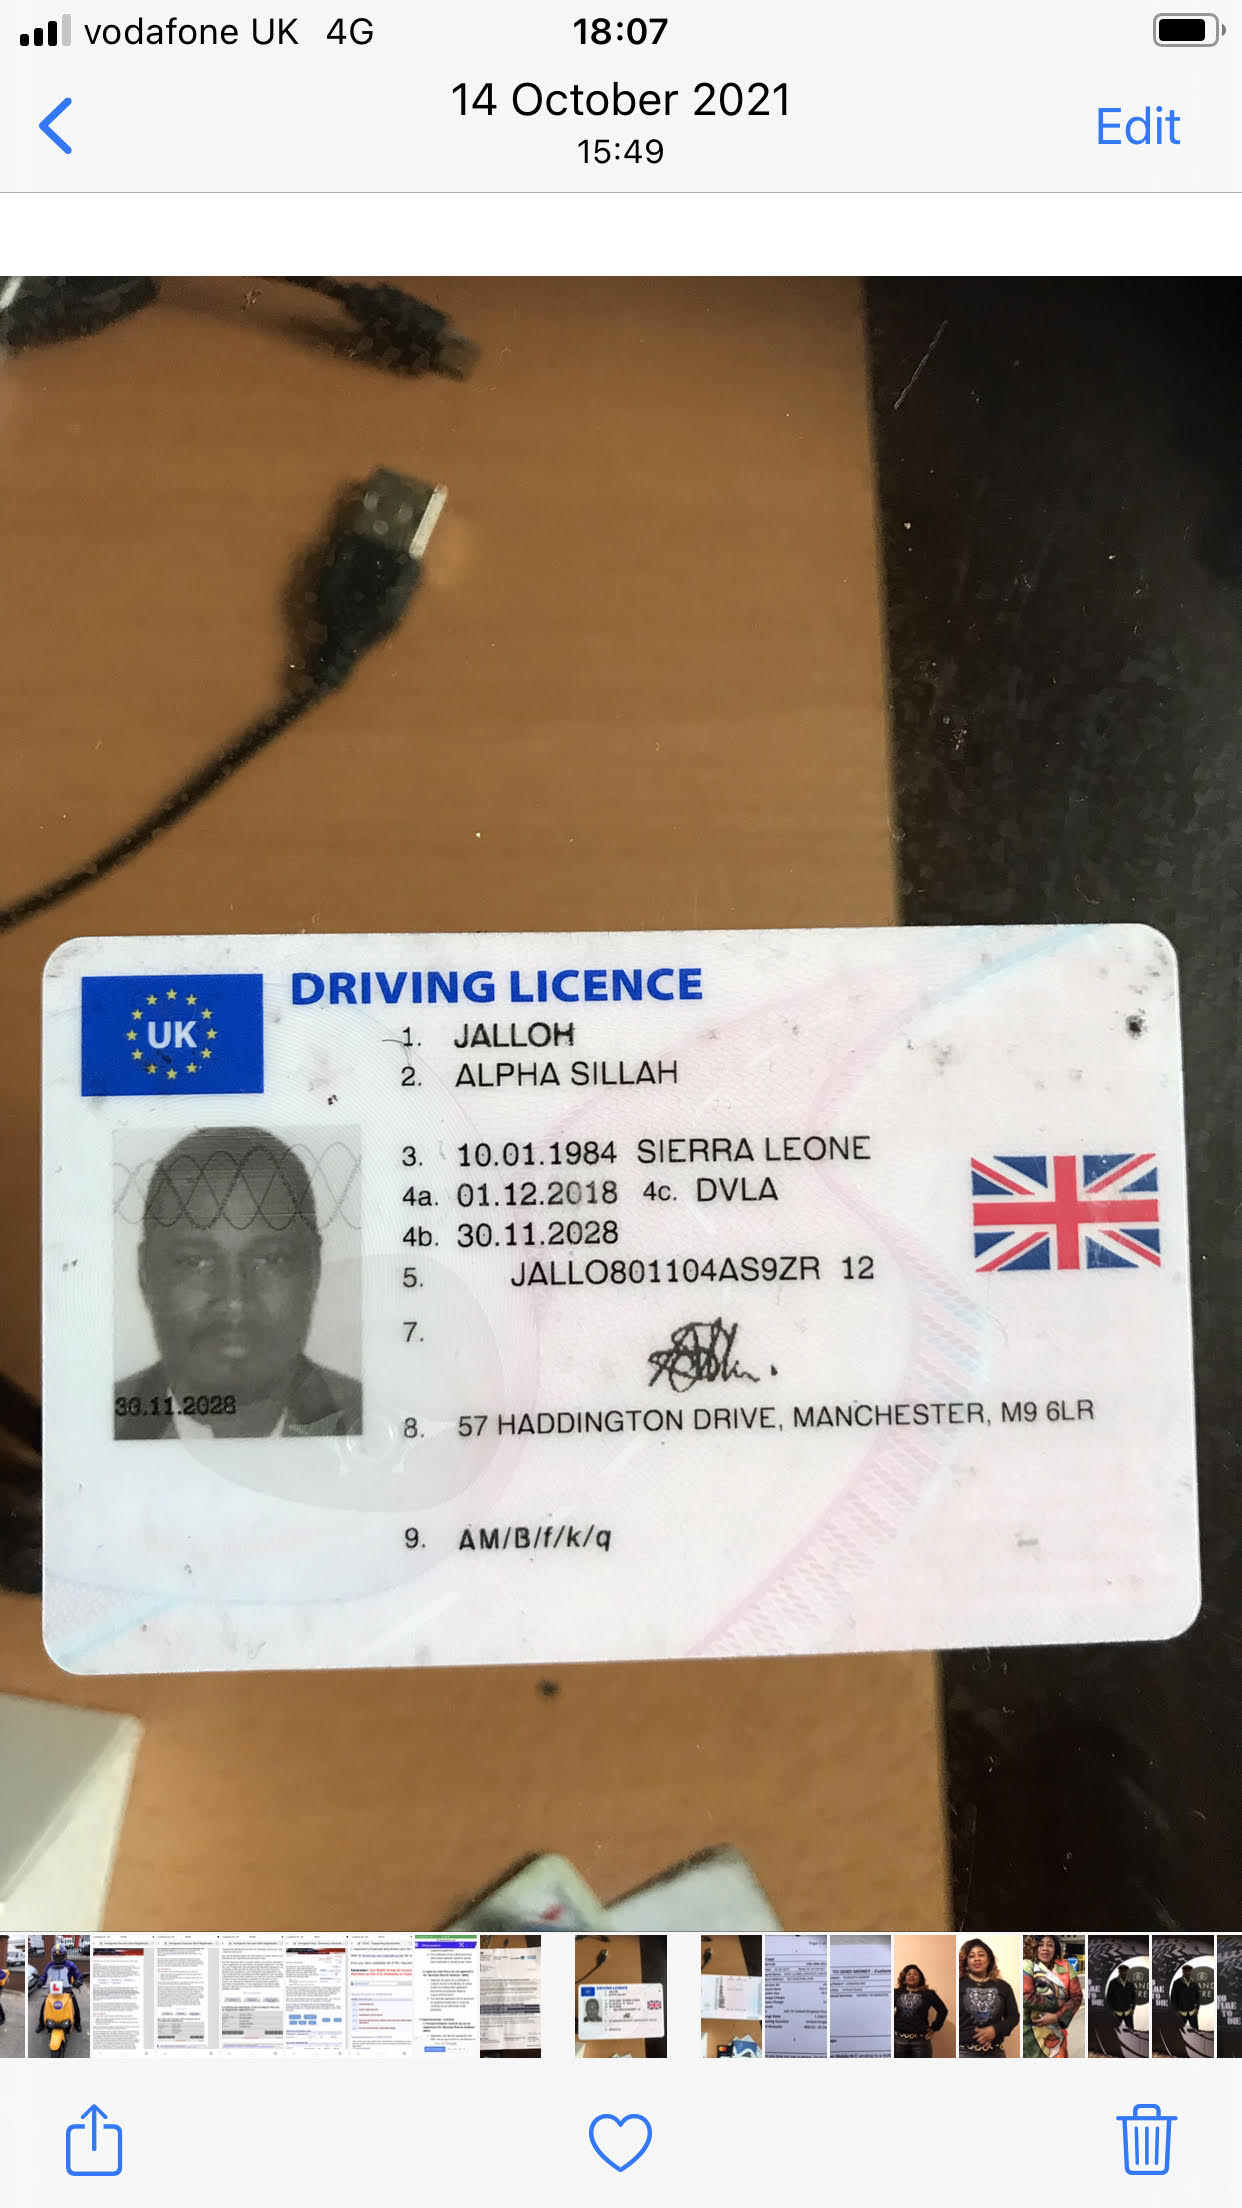 vodafone UK 4G 18:07
14 October 2021
15:49
Edit
UK
DRIVING LICENCE
1. JALLOH
2. ALPHA SILLAH
3. 10.01.1984 SIERRA LEONE
4a. 01.12.2018 4c. DVLA
4b. 30.11.2028
5. JALLO801104AS9ZR 12
7.
30.11.2028
8. 57 HADDINGTON DRIVE, MANCHESTER, M9 6LR
9. AM/B/f/k/q